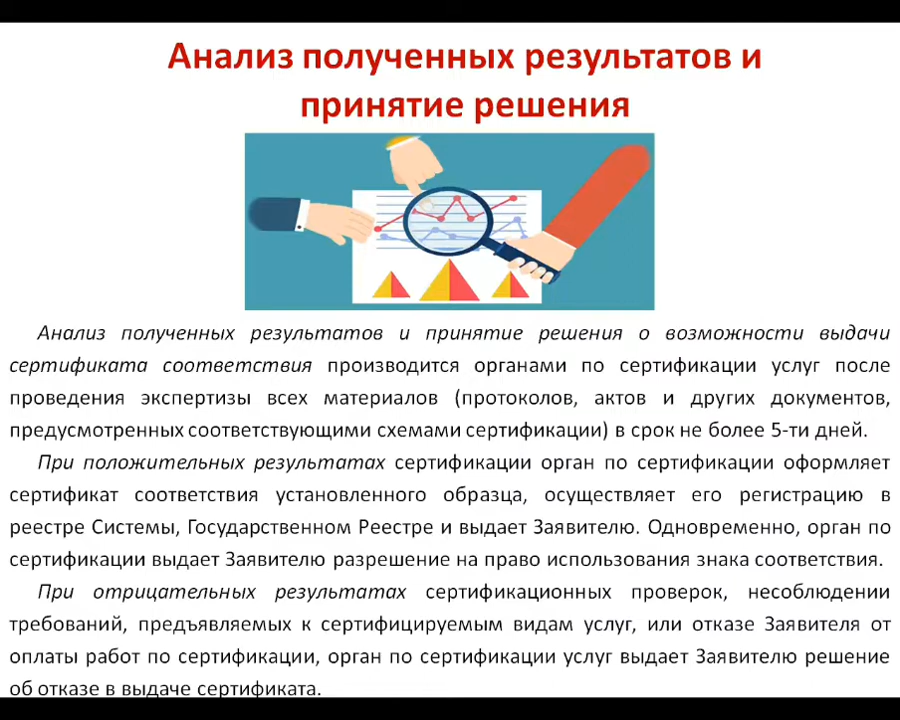 Анализ полученных результатов и
принятие решения
Анализ полученных результатов и принятие решения о возможности выдачи
сертификата соответствия производится органами по сертификации услуг после
проведения экспертизы всех материалов (протоколов, актов и других документов,
предусмотренных соответствующими схемами сертификации) в срок не более 5-ти дней.
При положительных результатах сертификации орган по сертификации оформляет
сертификат соответствия установленного образца, осуществляет его регистрацию в
реестре Системы, Государственном Реестре и выдает Заявителю. Одновременно, орган по
сертификации выдает Заявителю разрешение на право использования знака соответствия.
При отрицательных результатах сертификационных проверок, несоблюдении
требований, предъявляемых к сертифицируемым видам услуг, или отказе Заявителя от
оплаты работ по сертификации, орган по сертификации услуг выдает Заявителю решение
об отказе в выдаче сертификата.